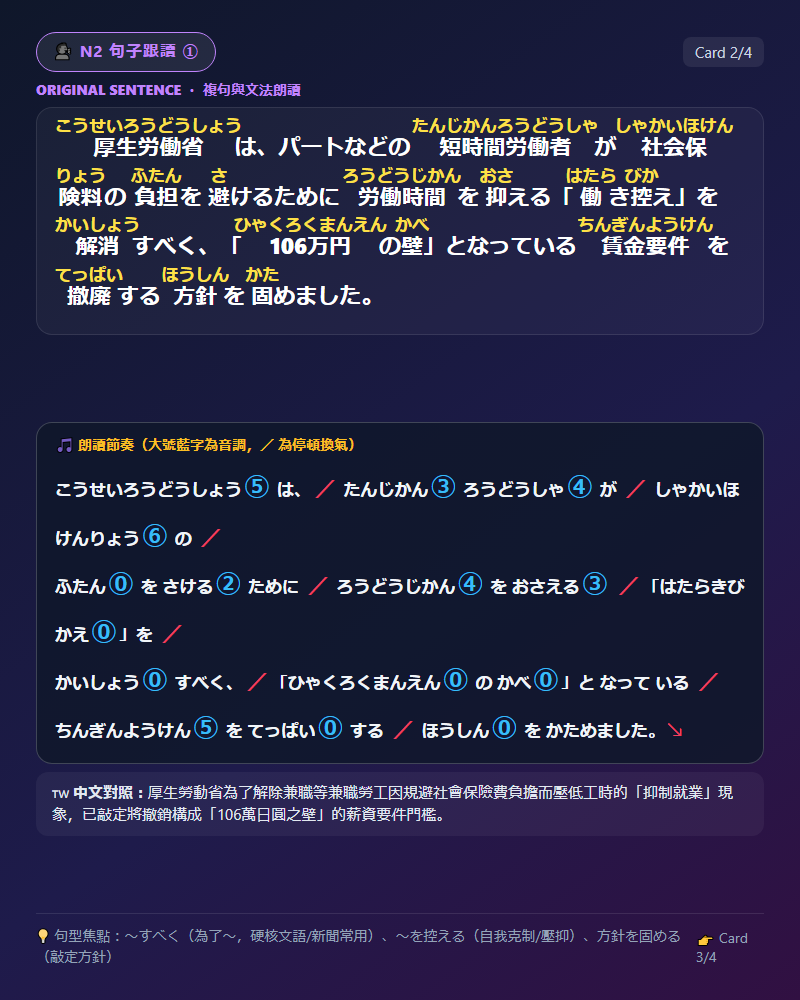 N2 句子跟讀 ①
Card 2/4
ORIGINAL SENTENCE · 複句與文法朗讀
こうせいろうどうしょう たんじかんろうどうしゃ しゃかいほけん
厚生労働省 は、パートなどの 短時間労働者 が 社会保
りょう ふたん さ ろうどうじかん おさ はたら びか
険料の 負担を 避けるために 労働時間 を 抑える「 働 き控え」を
かいしょう ひゃくろくまんえん かべ ちんぎんようけん
解消 すべく、「 106万円 の壁」となっている 賃金要件 を
てっぱい ほうしん かた
撤廃 する 方針 を 固めました。
🎵 朗讀節奏（大號藍字為音調，／ 為停頓換氣）
こうせいろうどうしょう⑤ は、 ／ たんじかん③ ろうどうしゃ④ が ／ しゃかいほ
けんりょう⑥ の ／
ふたん⓪ を さける② ために ／ ろうどうじかん④ を おさえる③ ／ 「はたらきび
かえ⓪」を ／
かいしょう⓪ すべく、 ／ 「ひゃくろくまんえん⓪ の かべ⓪」と なって いる ／
ちんぎんようけん⑤ を てっぱい⓪ する ／ ほうしん⓪ を かためました。↘
TW 中文對照：厚生勞動省為了解除兼職等兼職勞工因規避社會保險費負擔而壓低工時的「抑制就業」現
象，已敲定將撤銷構成「106萬日圓之壁」的薪資要件門檻。
💡 句型焦點：～すべく（為了～，硬核文語/新聞常用）、～を控える（自我克制/壓抑）、方針を固める
（敲定方針）
👉 Card
3/4